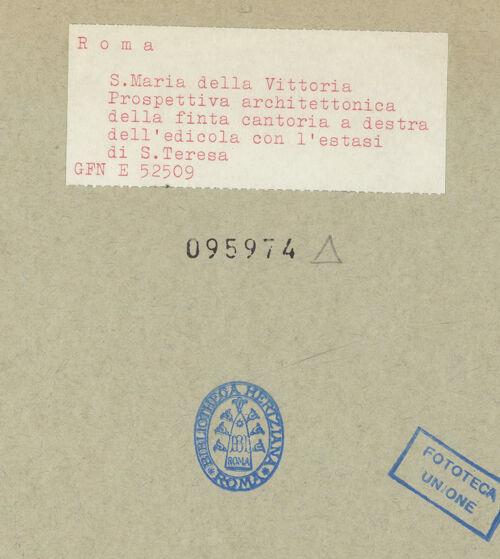 Roma
S.Maria della Vittoria
Prospettiva architettonica
della finta cantoria a destra
dell'edicola con l'estasi
di S.Teresa
GFN E 52509
095974
BIBLIOTHECA HERTZIANA
ROMA
ROMA
FOTOTECA
UNIONE